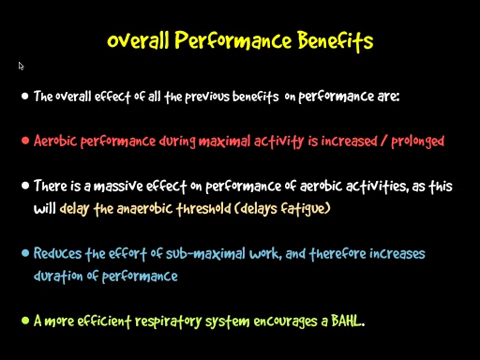 Overall Performance Benefits
• The overall effect of all the previous benefits on performance are:
• Aerobic performance during maximal activity is increased / prolonged
• There is a massive effect on performance of aerobic activities, as this
will delay the anaerobic threshold (delays fatigue)
• Reduces the effort of sub-maximal work, and therefore increases
duration of performance
• A more efficient respiratory system encourages a BAHL.